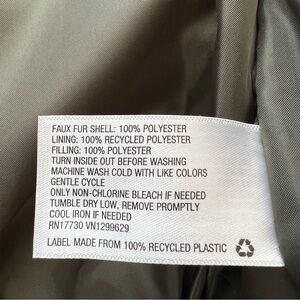 FAUX FUR SHELL: 100% POLYESTER
LINING: 100% RECYCLED POLYESTER
FILLING: 100% POLYESTER
TURN INSIDE OUT BEFORE WASHING
MACHINE WASH COLD WITH LIKE COLORS
GENTLE CYCLE
ONLY NON-CHLORINE BLEACH IF NEEDED
TUMBLE DRY LOW, REMOVE PROMPTLY
COOL IRON IF NEEDED
RN17730 VN1299629
LABEL MADE FROM 100% RECYCLED PLASTIC